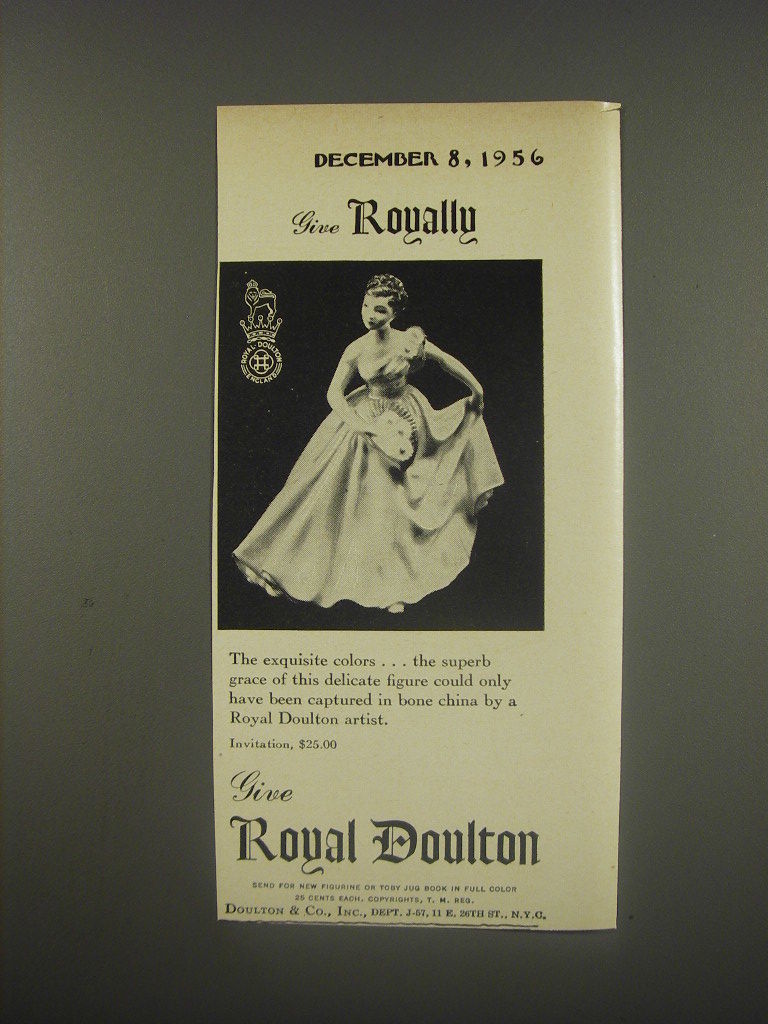 DECEMBER 8, 1956
Give Royally
ROYAL DOULTON
ENGLAND
The exquisite colors . . . the superb
grace of this delicate figure could only
have been captured in bone china by a
Royal Doulton artist.
Invitation, $25.00
Give
Royal Doulton
SEND FOR NEW FIGURINE OR TOBY JUG BOOK IN FULL COLOR
25 CENTS EACH. COPYRIGHTS, T. M. REG.
DOULTON & CO., INC., DEPT. J-57, 11 E. 26TH ST., N.Y.C.